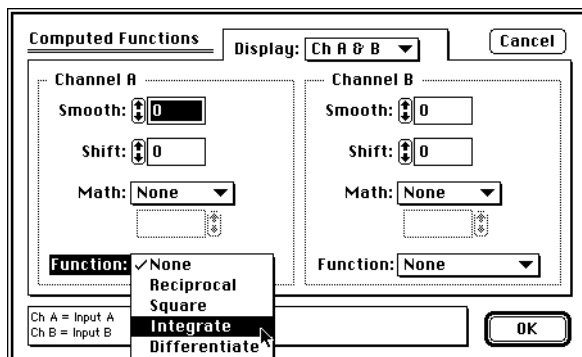 Computed Functions
Display: Ch A & B
Cancel
Channel A
Smooth: 0
Shift: 0
Math: None
Function: ✓None
Reciprocal
Square
Integrate
Differentiate
Channel B
Smooth: 0
Shift: 0
Math: None
Function: None
Ch A = Input A
Ch B = Input B
OK